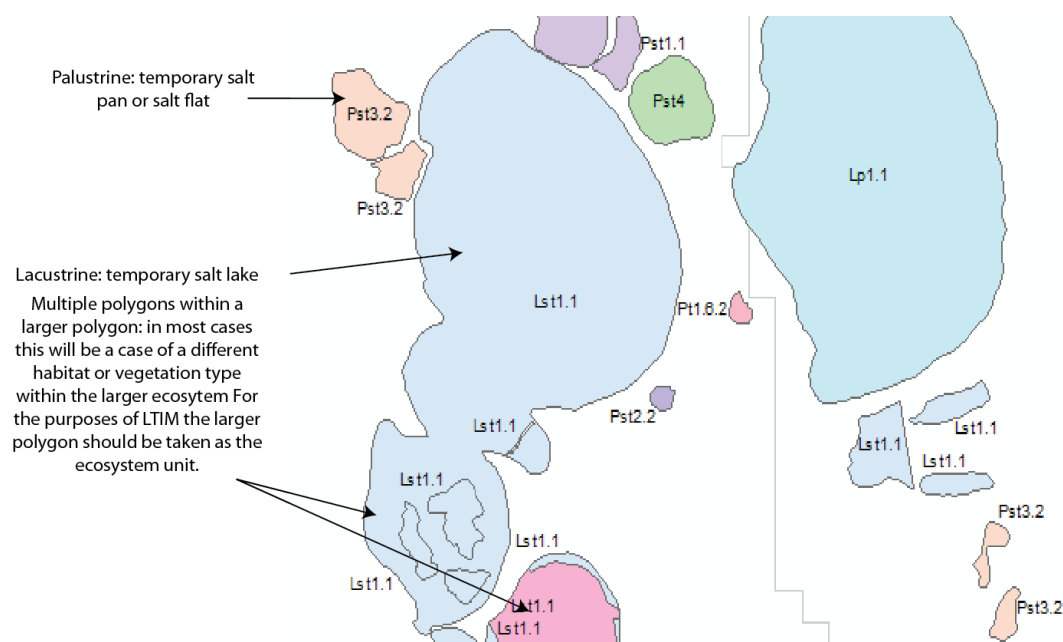 Palustrine: temporary salt
pan or salt flat
Lacustrine: temporary salt lake
Multiple polygons within a
larger polygon: in most cases
this will be a case of a different
habitat or vegetation type
within the larger ecosytem For
the purposes of LTIM the larger
polygon should be taken as the
ecosystem unit.
Pst1.1
Pst4
Pst3.2
Pst3.2
Lp1.1
Lst1.1
Pt1.6.2
Pst2.2
Lst1.1
Lst1.1
Lst1.1
Lst1.1
Lst1.1
Pst3.2
Lst1.1
Lst1.1
Lst1.1
Lst1.1
Lst1.1
Pst3.2